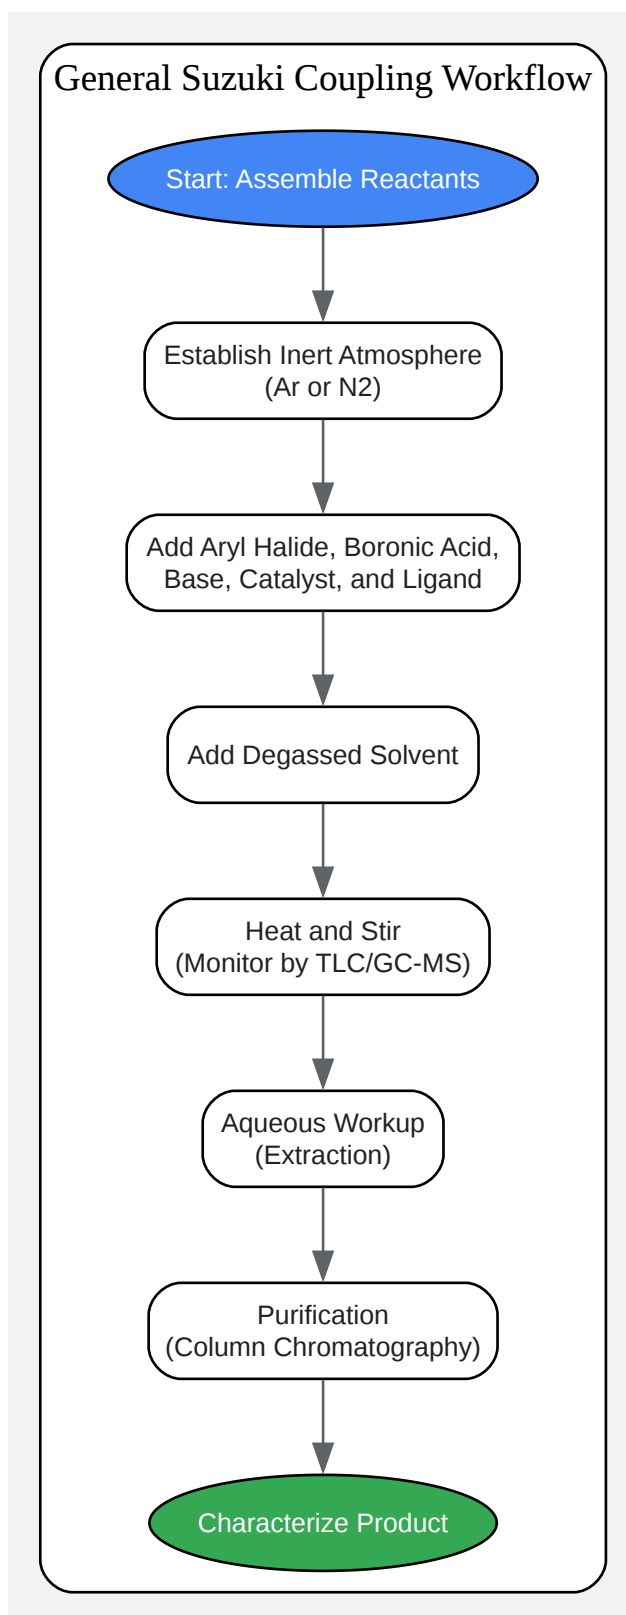 General Suzuki Coupling Workflow
Start: Assemble Reactants
Establish Inert Atmosphere
(Ar or N2)
Add Aryl Halide, Boronic Acid,
Base, Catalyst, and Ligand
Add Degassed Solvent
Heat and Stir
(Monitor by TLC/GC-MS)
Aqueous Workup
(Extraction)
Purification
(Column Chromatography)
Characterize Product